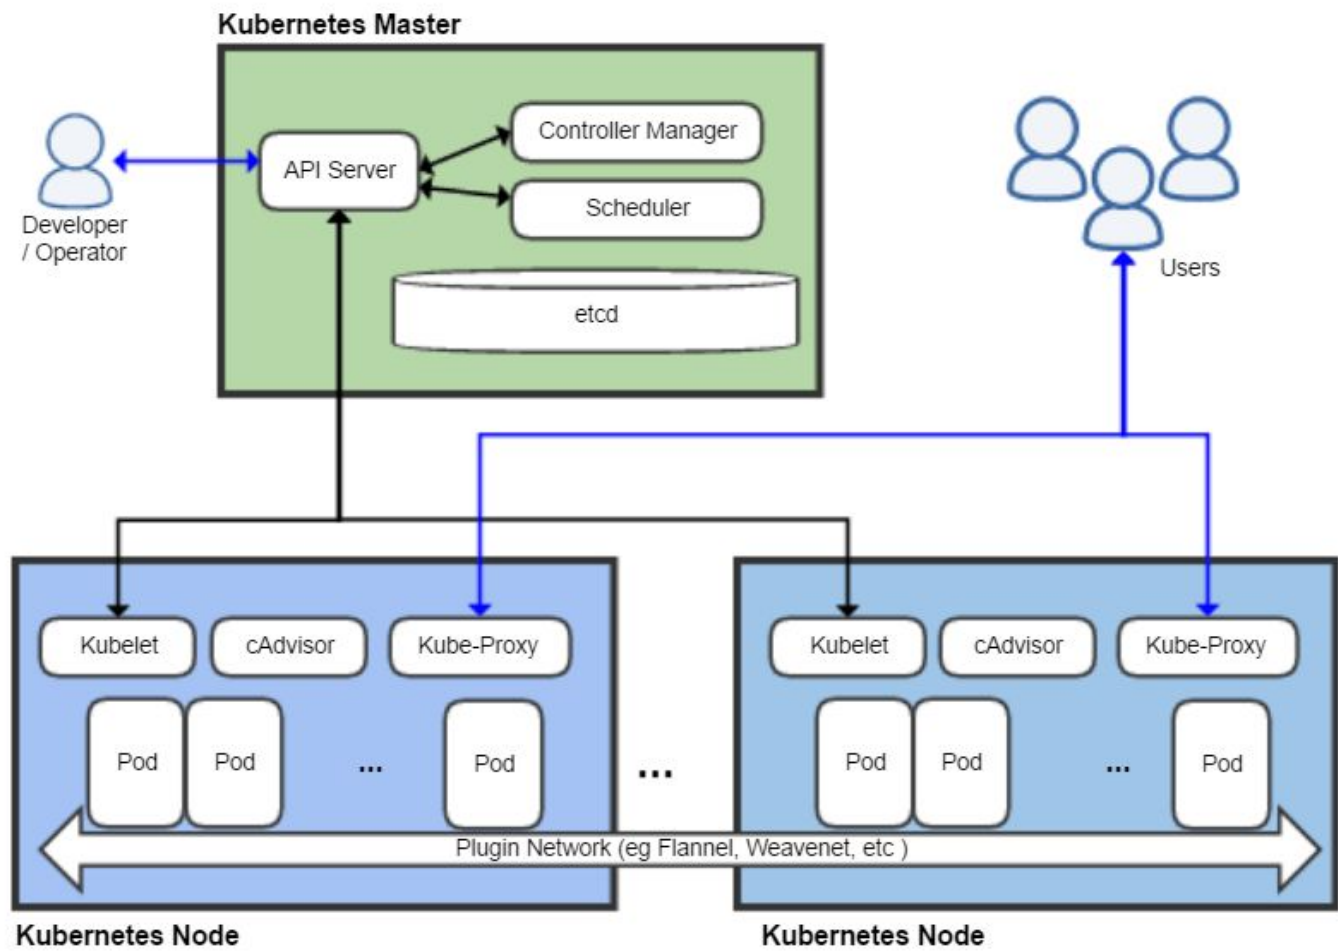 Kubernetes Master
Controller Manager
API Server
Scheduler
etcd
Developer
/ Operator
Users
Kubelet
cAdvisor
Kube-Proxy
Kubelet
cAdvisor
Kube-Proxy
Pod
Pod
...
Pod
...
Pod
Pod
...
Pod
Plugin Network (eg Flannel, Weavenet, etc )
Kubernetes Node
Kubernetes Node